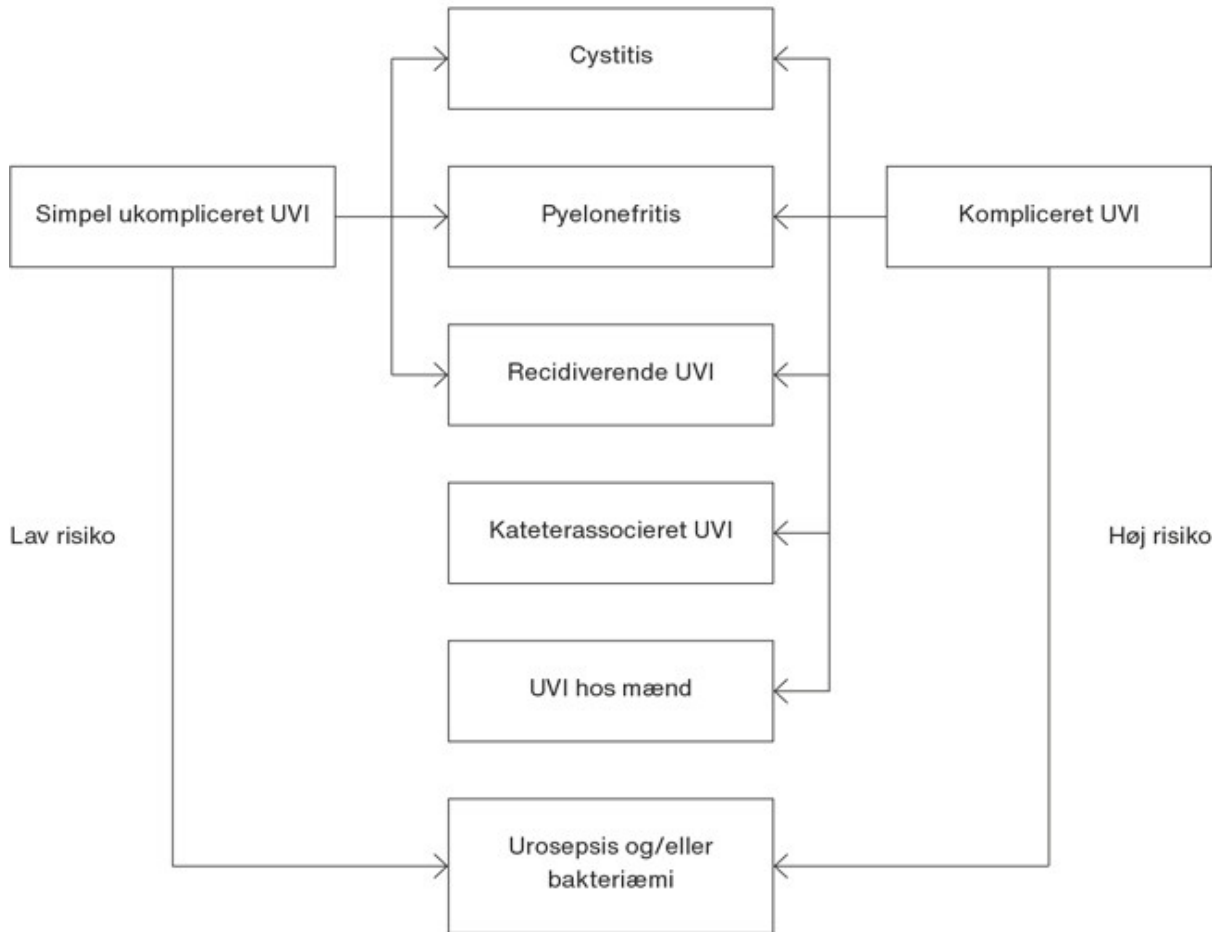 Cystitis
Simpel ukompliceret UVI
Pyelonefritis
Kompliceret UVI
Recidiverende UVI
Lav risiko
Kateterassocieret UVI
Høj risiko
UVI hos mænd
Urosepsis og/eller
bakteriæmi